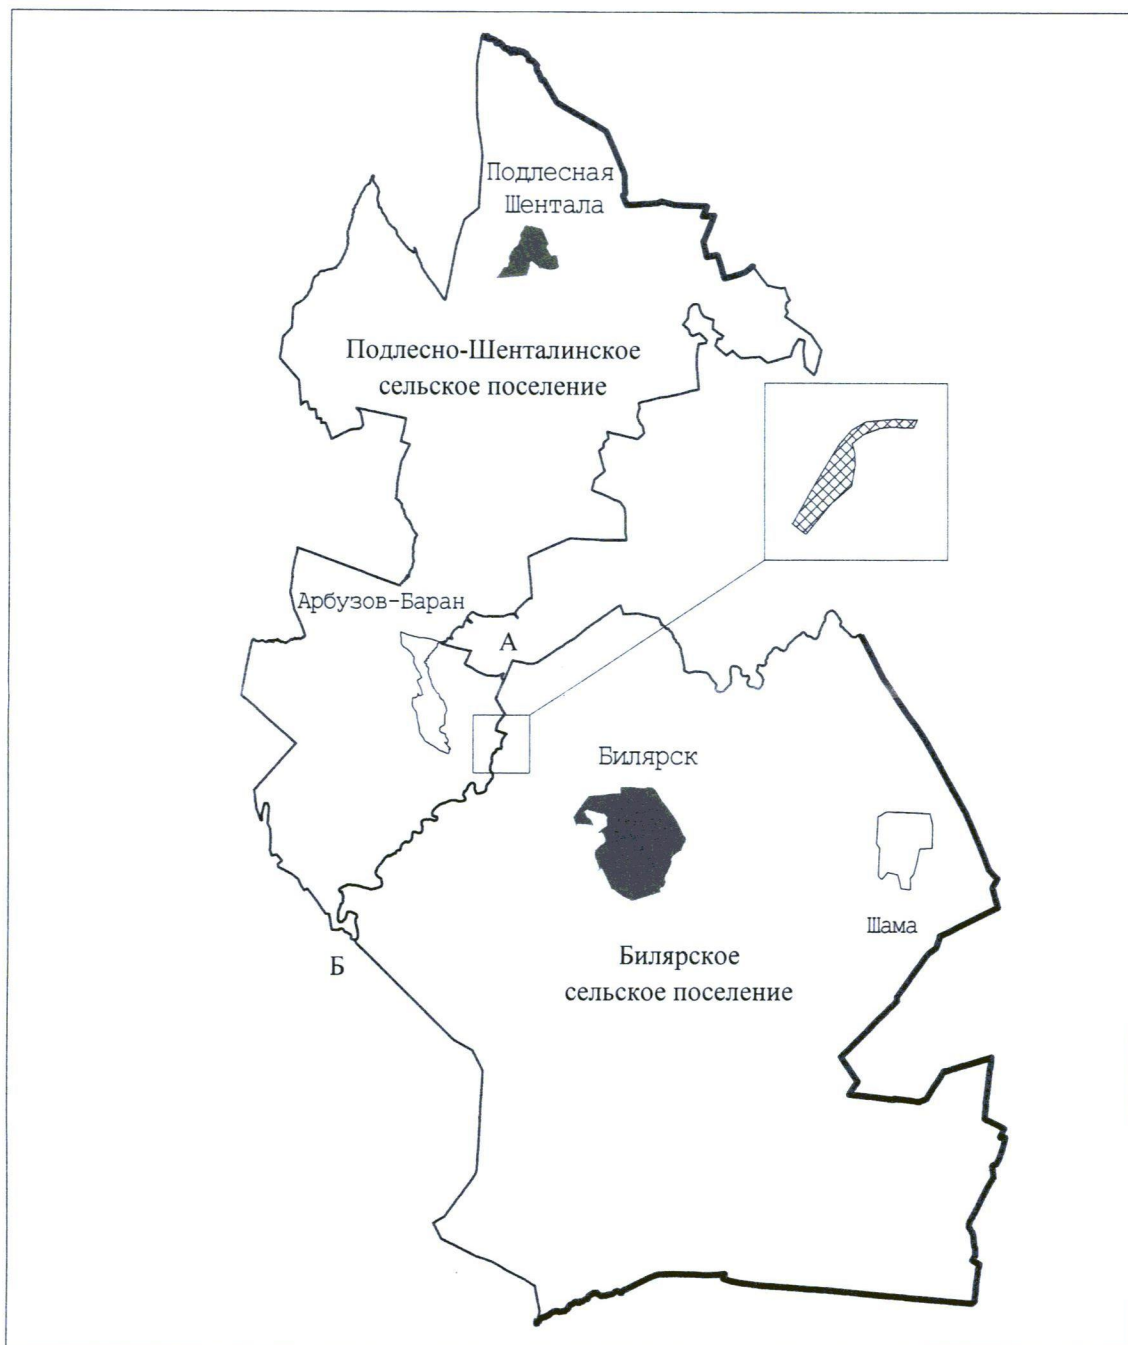 Подлесная
Шентала
Подлесно-Шенталинское
сельское поселение
Арбузов-Баран
А
Билярск
Шама
Б
Билярское
сельское поселение